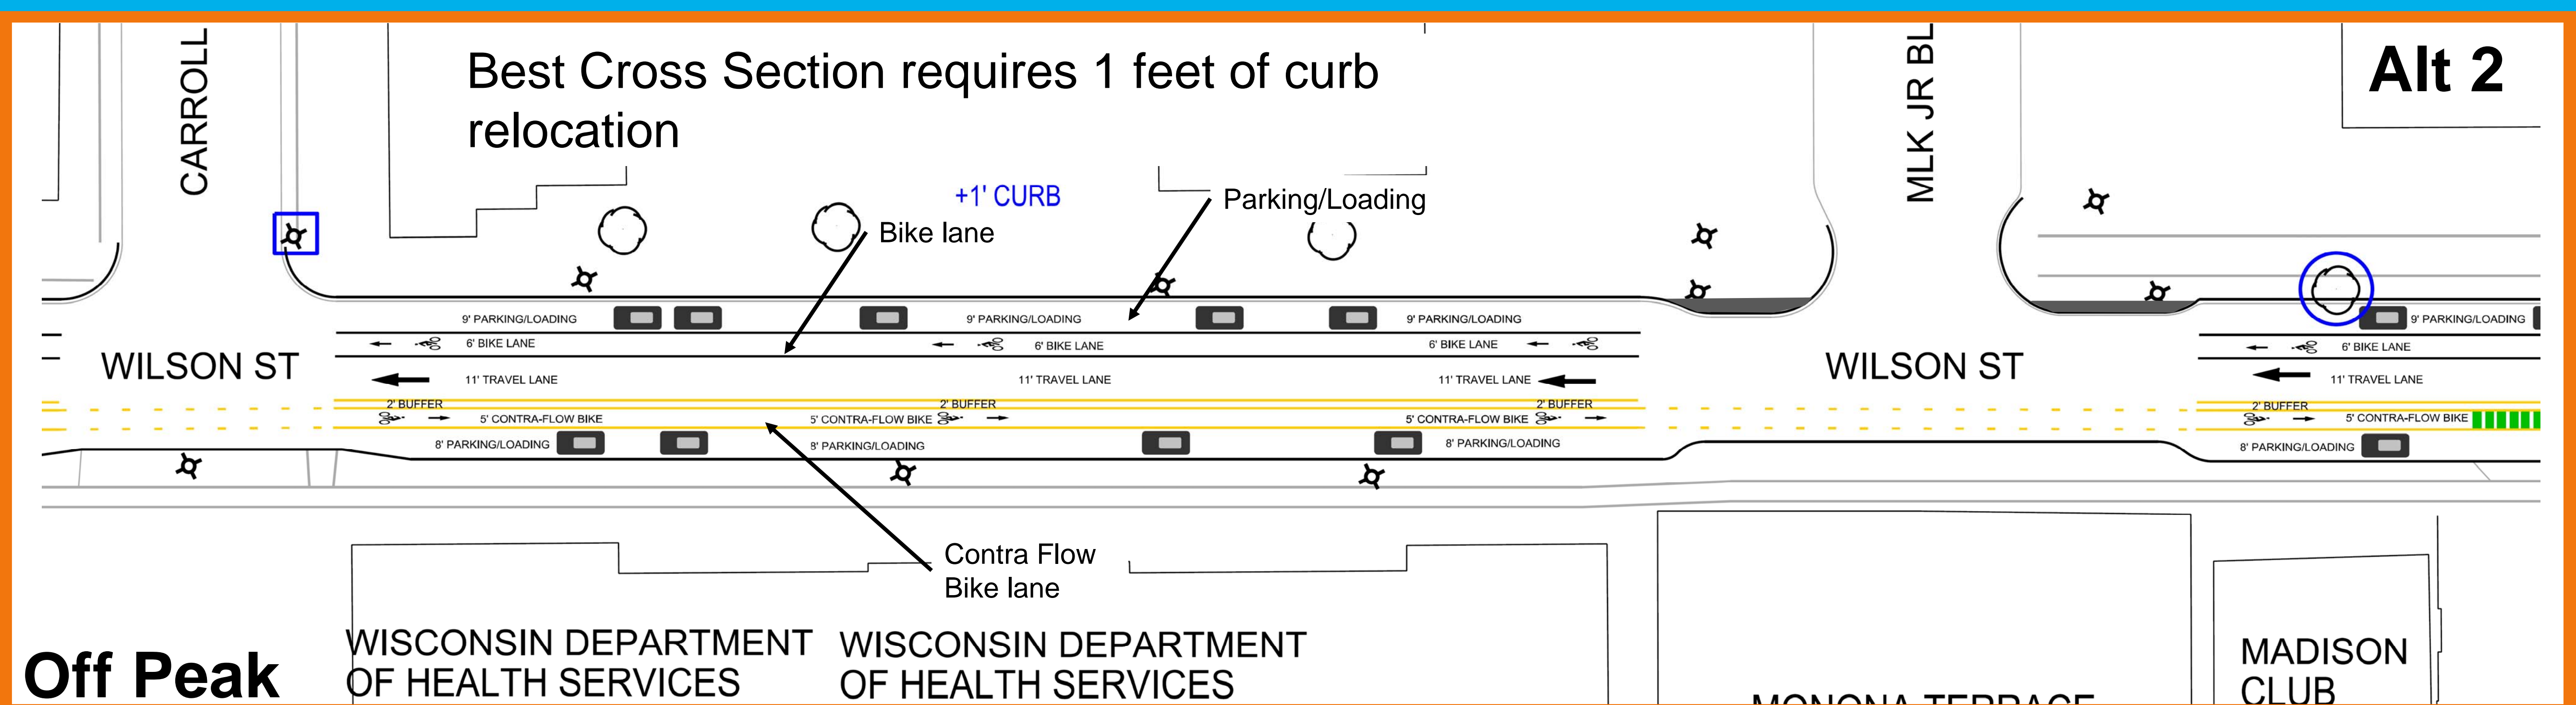 CARROLL
Best Cross Section requires 1 feet of curb
relocation
MLK JR BL
Alt 2
+1' CURB
Parking/Loading
Bike lane
9' PARKING/LOADING
9' PARKING/LOADING
9' PARKING/LOADING
9' PARKING/LOADING
6' BIKE LANE
6' BIKE LANE
6' BIKE LANE
6' BIKE LANE
WILSON ST
WILSON ST
11' TRAVEL LANE
11' TRAVEL LANE
11' TRAVEL LANE
11' TRAVEL LANE
2' BUFFER
2' BUFFER
2' BUFFER
2' BUFFER
5' CONTRA-FLOW BIKE
5' CONTRA-FLOW BIKE
5' CONTRA-FLOW BIKE
5' CONTRA-FLOW BIKE
8' PARKING/LOADING
8' PARKING/LOADING
8' PARKING/LOADING
8' PARKING/LOADING
Contra Flow
Bike lane
Off Peak
WISCONSIN DEPARTMENT
OF HEALTH SERVICES
WISCONSIN DEPARTMENT
OF HEALTH SERVICES
MONONA TERRACE
MADISON
CLUB